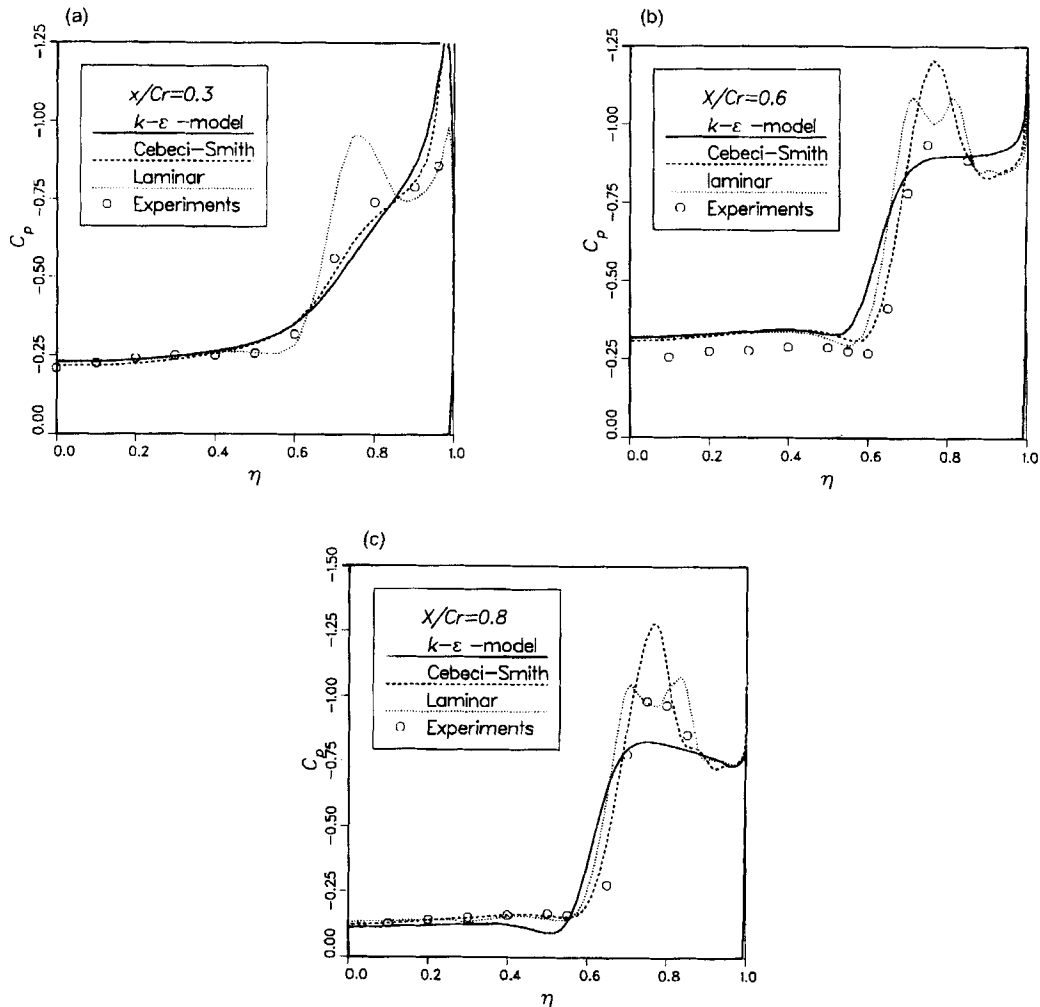 (a)
-1.25
-1.00
-0.75
-0.50
-0.25
0.00
C_p
x/Cr=0.3
k-ε -model
Cebeci-Smith
Laminar
Experiments
0.0 0.2 0.4 0.6 0.8 1.0
η
(b)
-1.25
-1.00
-0.75
-0.50
-0.25
0.00
C_p
X/Cr=0.6
k-ε -model
Cebeci-Smith
laminar
Experiments
0.0 0.2 0.4 0.6 0.8 1.0
η
(c)
-1.50
-1.25
-1.00
-0.75
-0.50
-0.25
0.00
C_p
X/Cr=0.8
k-ε -model
Cebeci-Smith
Laminar
Experiments
0.0 0.2 0.4 0.6 0.8 1.0
η